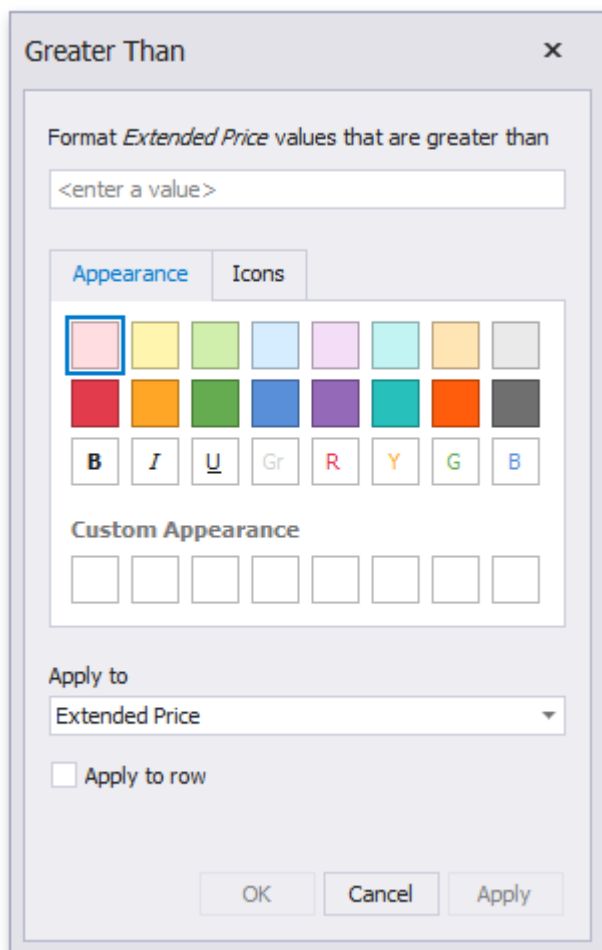 Greater Than
Format Extended Price values that are greater than
<enter a value>
Appearance Icons
B I U Gr R Y G B
Custom Appearance
Apply to
Extended Price
Apply to row
OK Cancel Apply